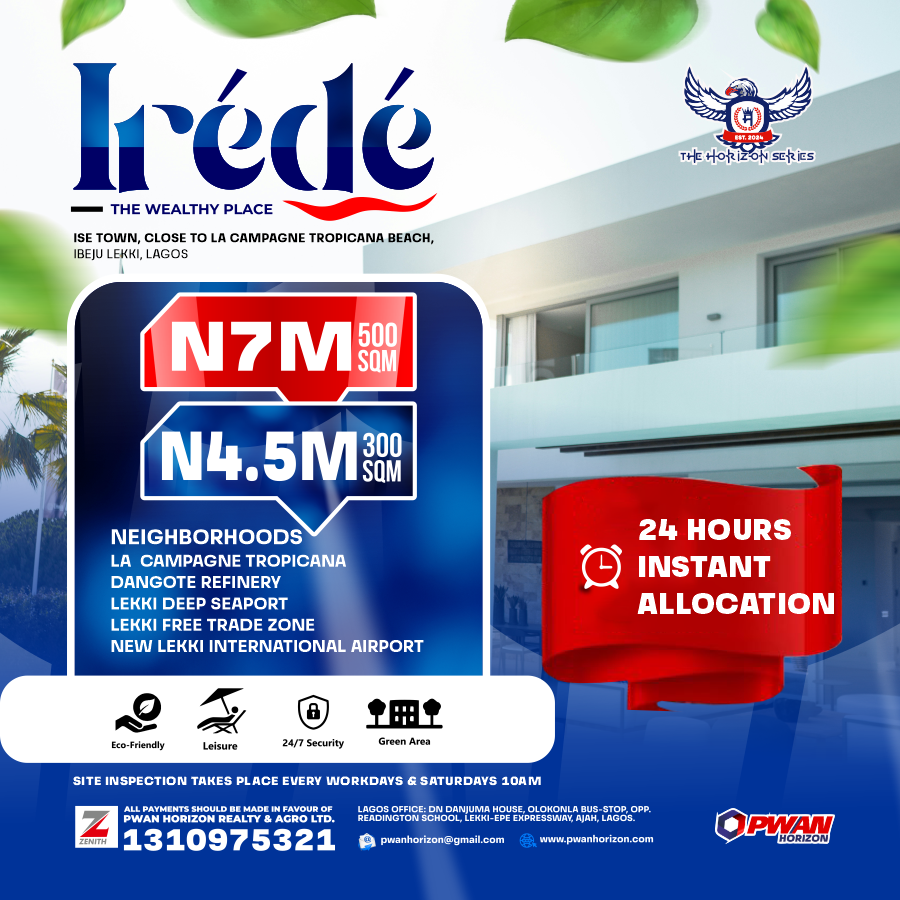 Irédé
THE WEALTHY PLACE
ISE TOWN, CLOSE TO LA CAMPAGNE TROPICANA BEACH,
IBEJU LEKKI, LAGOS
EST. 2024
THE HORIZON SERIES
N7M 500 SQM
N4.5M 300 SQM
NEIGHBORHOODS
LA CAMPAGNE TROPICANA
DANGOTE REFINERY
LEKKI DEEP SEAPORT
LEKKI FREE TRADE ZONE
NEW LEKKI INTERNATIONAL AIRPORT
24 HOURS
INSTANT
ALLOCATION
Eco-Friendly
Leisure
24/7 Security
Green Area
SITE INSPECTION TAKES PLACE EVERY WORKDAYS & SATURDAYS 10AM
ZENITH
ALL PAYMENTS SHOULD BE MADE IN FAVOUR OF
PWAN HORIZON REALTY & AGRO LTD.
1310975321
LAGOS OFFICE: DN DANJUMA HOUSE, OLOKONLA BUS-STOP, OPP.
READINGTON SCHOOL, LEKKI-EPE EXPRESSWAY, AJAH, LAGOS.
pwanhorizon@gmail.com
www.pwanhorizon.com
PWAN
HORIZON